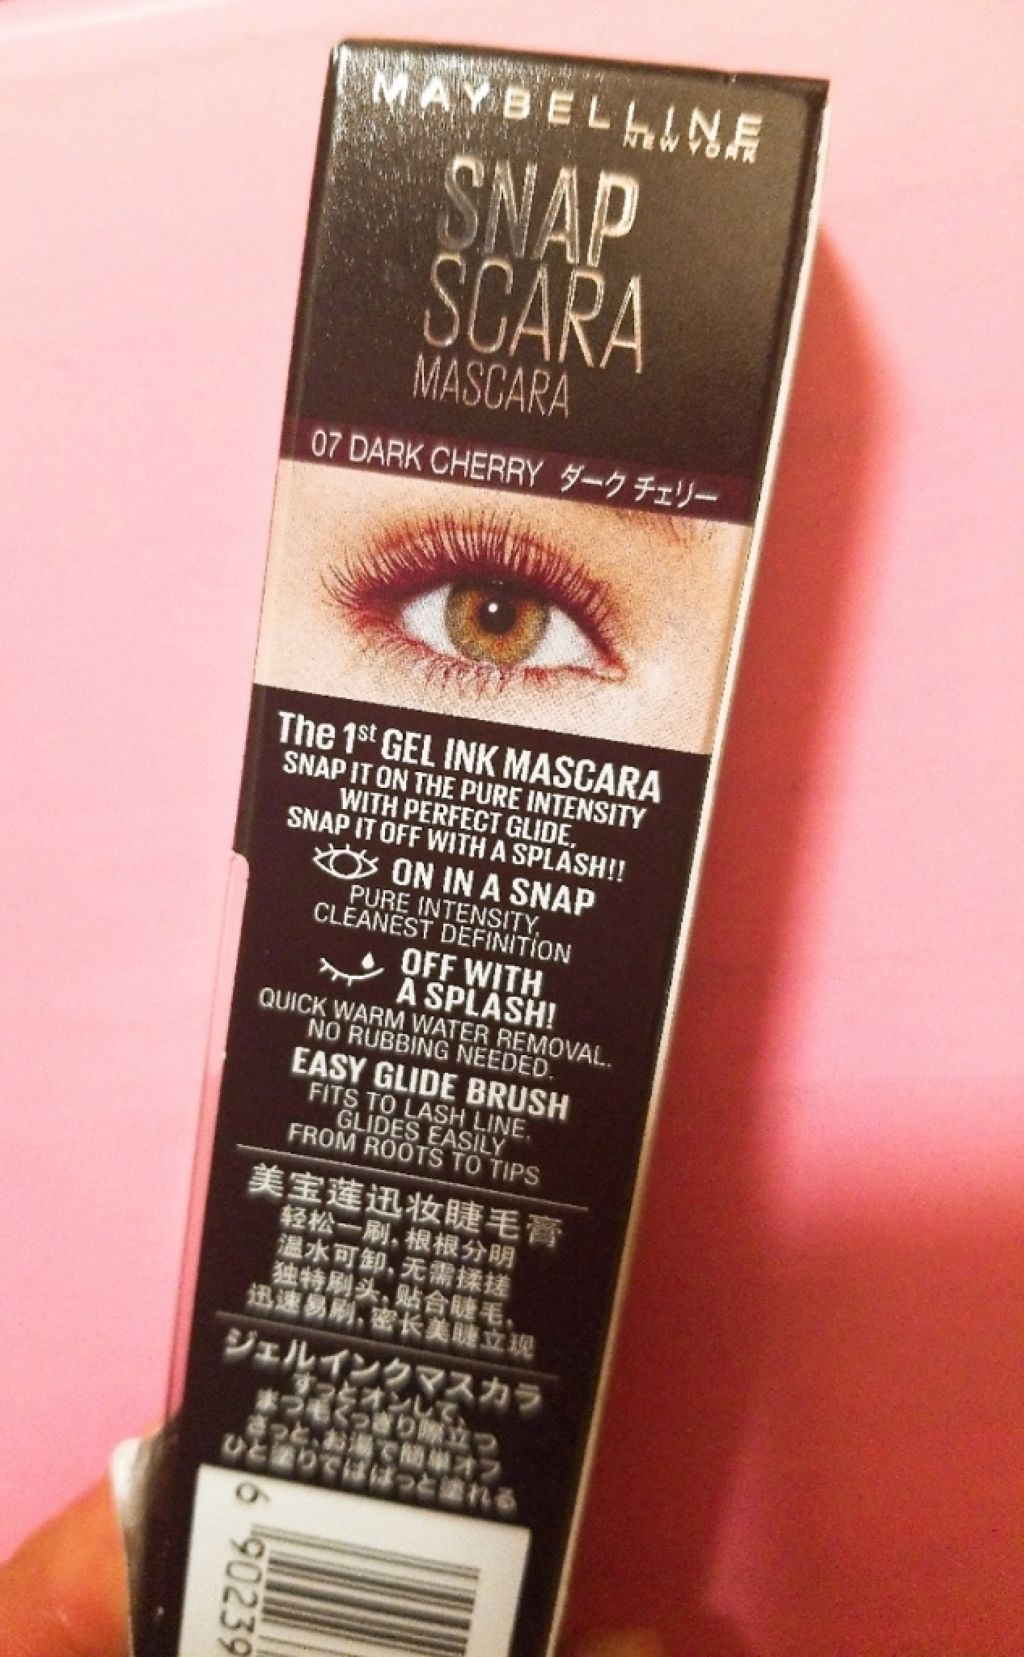 MAYBELLINE
NEW YORK
SNAP
SCARA
MASCARA
07 DARK CHERRY ダーク チェリー
The 1st GEL INK MASCARA
SNAP IT ON THE PURE INTENSITY
WITH PERFECT GLIDE.
SNAP IT OFF WITH A SPLASH!!
ON IN A SNAP
PURE INTENSITY,
CLEANEST DEFINITION
OFF WITH
A SPLASH!
QUICK WARM WATER REMOVAL.
NO RUBBING NEEDED.
EASY GLIDE BRUSH
FITS TO LASH LINE.
GLIDES EASILY
FROM ROOTS TO TIPS
美宝莲迅妆睫毛膏
轻松一刷,根根分明
温水可卸,无需揉搓
独特刷头,贴合睫毛,
迅速易刷,密长美睫立现
ジェルインクマスカラ
すっとオンして、
まつ毛くっきり際立つ
さっと、お湯で簡単オフ
ひと塗りでぱぱっと塗れる
6 90239